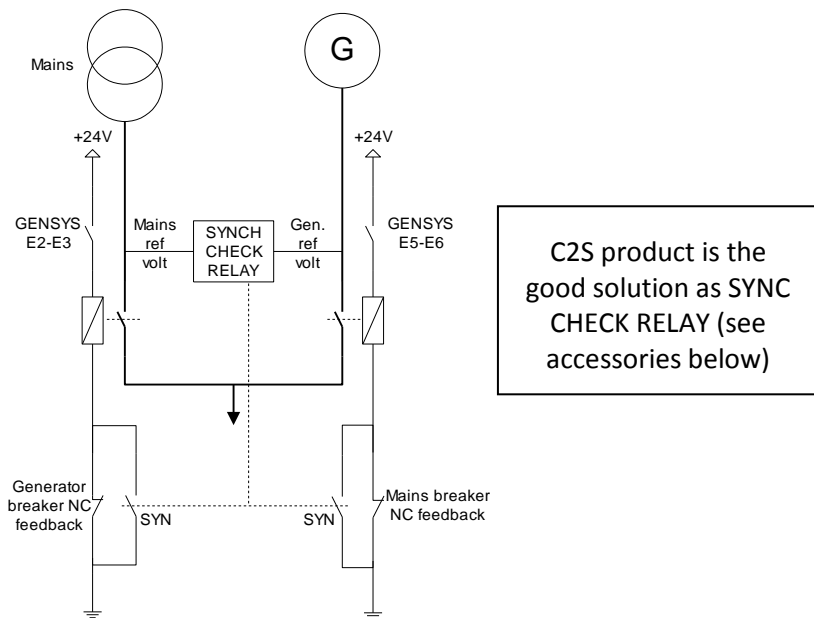 G
Mains
+24V
+24V
GENSYS
E2-E3
Mains
ref
volt
SYNCH
CHECK
RELAY
Gen.
ref
volt
GENSYS
E5-E6
C2S product is the
good solution as SYNC
CHECK RELAY (see
accessories below)
Generator
breaker NC
feedback
SYN
SYN
Mains breaker
NC feedback